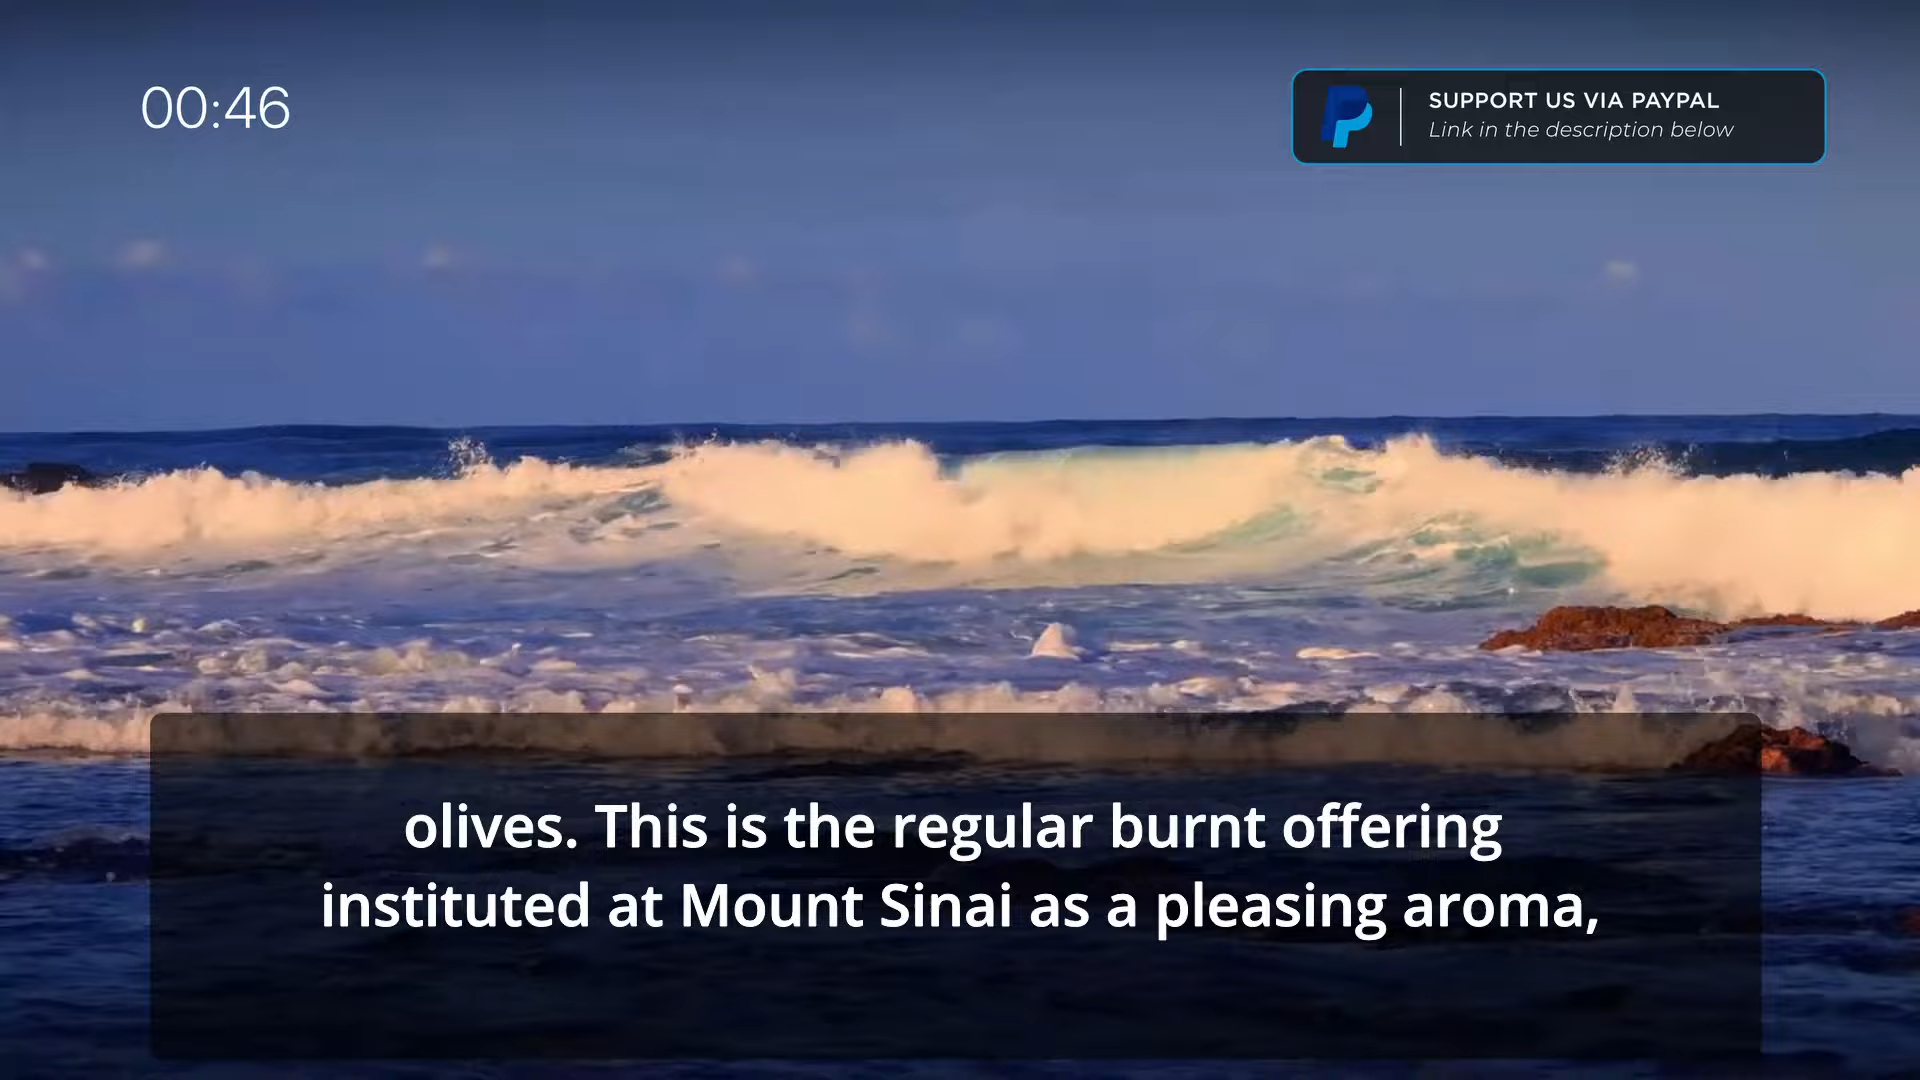 00:46
SUPPORT US VIA PAYPAL
Link in the description below
olives. This is the regular burnt offering
instituted at Mount Sinai as a pleasing aroma,